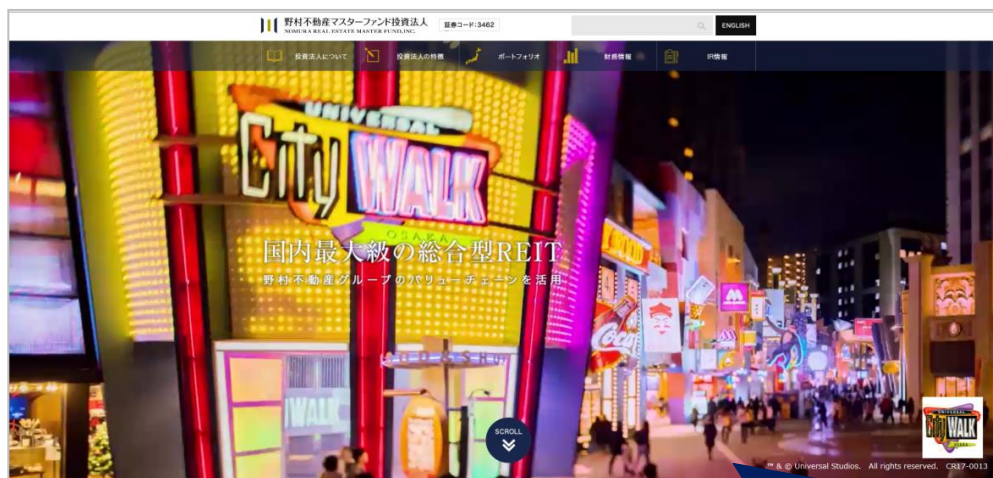 野村不動産マスターファンド投資法人
NOMURA REAL ESTATE MASTER FUND,INC.
証券コード:3462
ENGLISH
投資法人について
投資法人の特徴
ポートフォリオ
財務情報
IR情報
UNIVERSAL
City WALK
OSAKA
国内最大級の総合型REIT
野村不動産グループのバリューチェーンを活用
WALK
Coca
SCROLL
UNIVERSAL
City WALK
OSAKA
™ & © Universal Studios. All rights reserved. CR17-0013